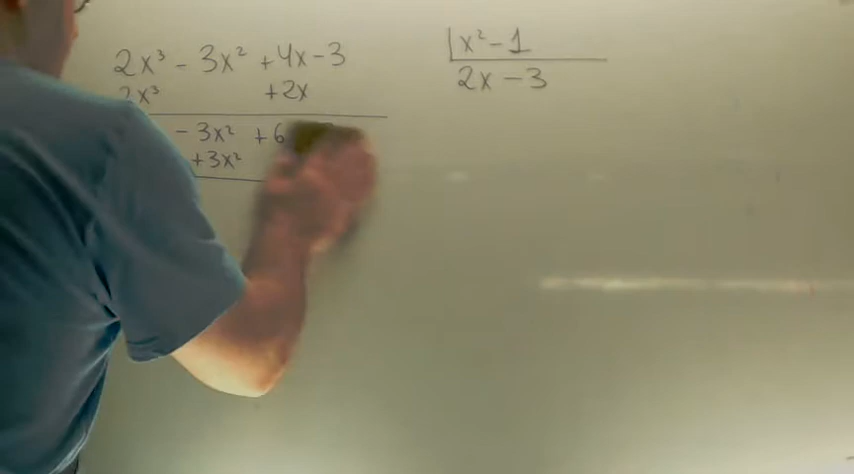 2x³ - 3x² + 4x - 3 | x² - 1
2x³ + 2x 2x - 3
- 3x² + 6
+ 3x²